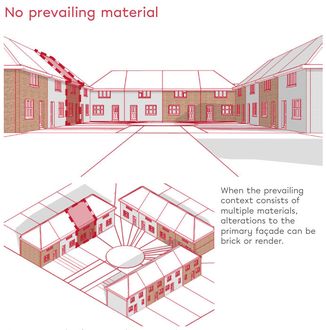 No prevailing material
When the prevailing
context consists of
multiple materials,
alterations to the
primary façade can be
brick or render.